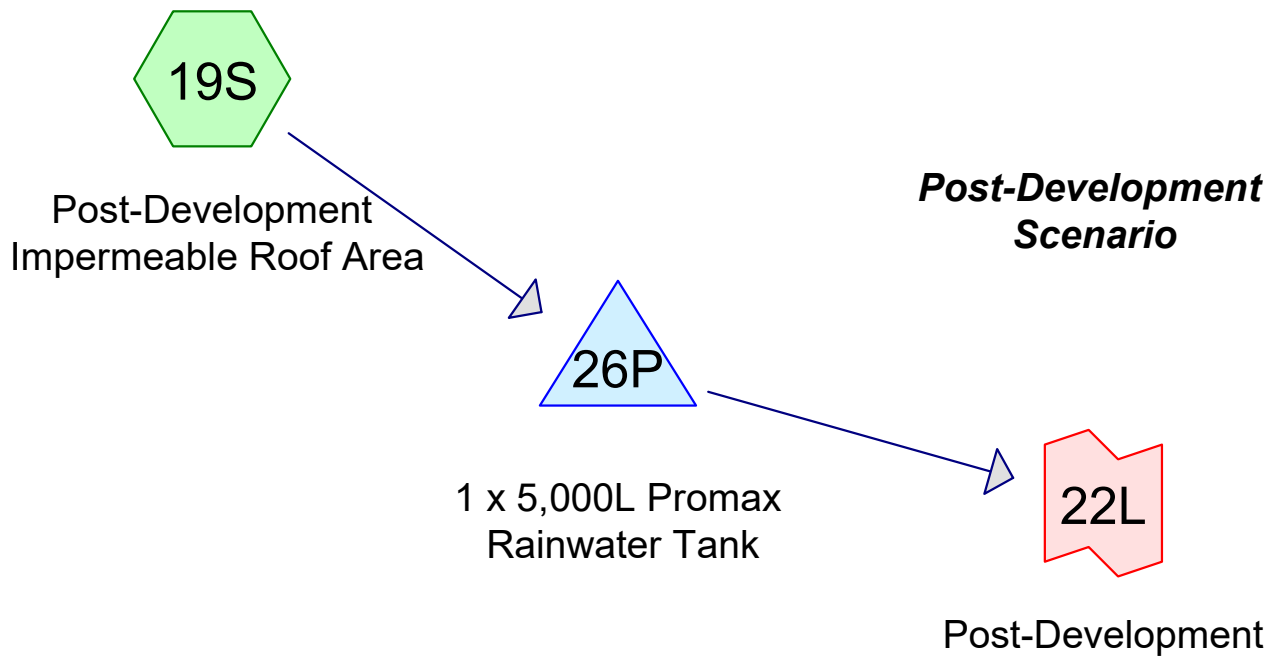 19S
Post-Development
Impermeable Roof Area
Post-Development
Scenario
26P
1 x 5,000L Promax
Rainwater Tank
22L
Post-Development